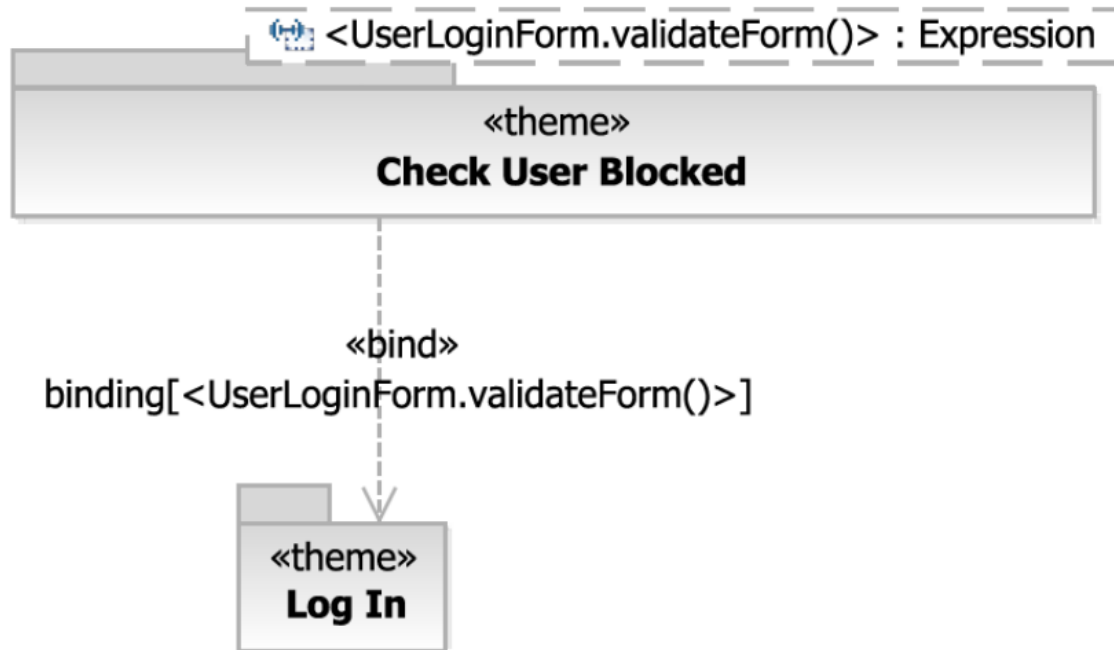 <UserLoginForm.validateForm()> : Expression
«theme»
Check User Blocked
«bind»
binding[<UserLoginForm.validateForm()>]
«theme»
Log In